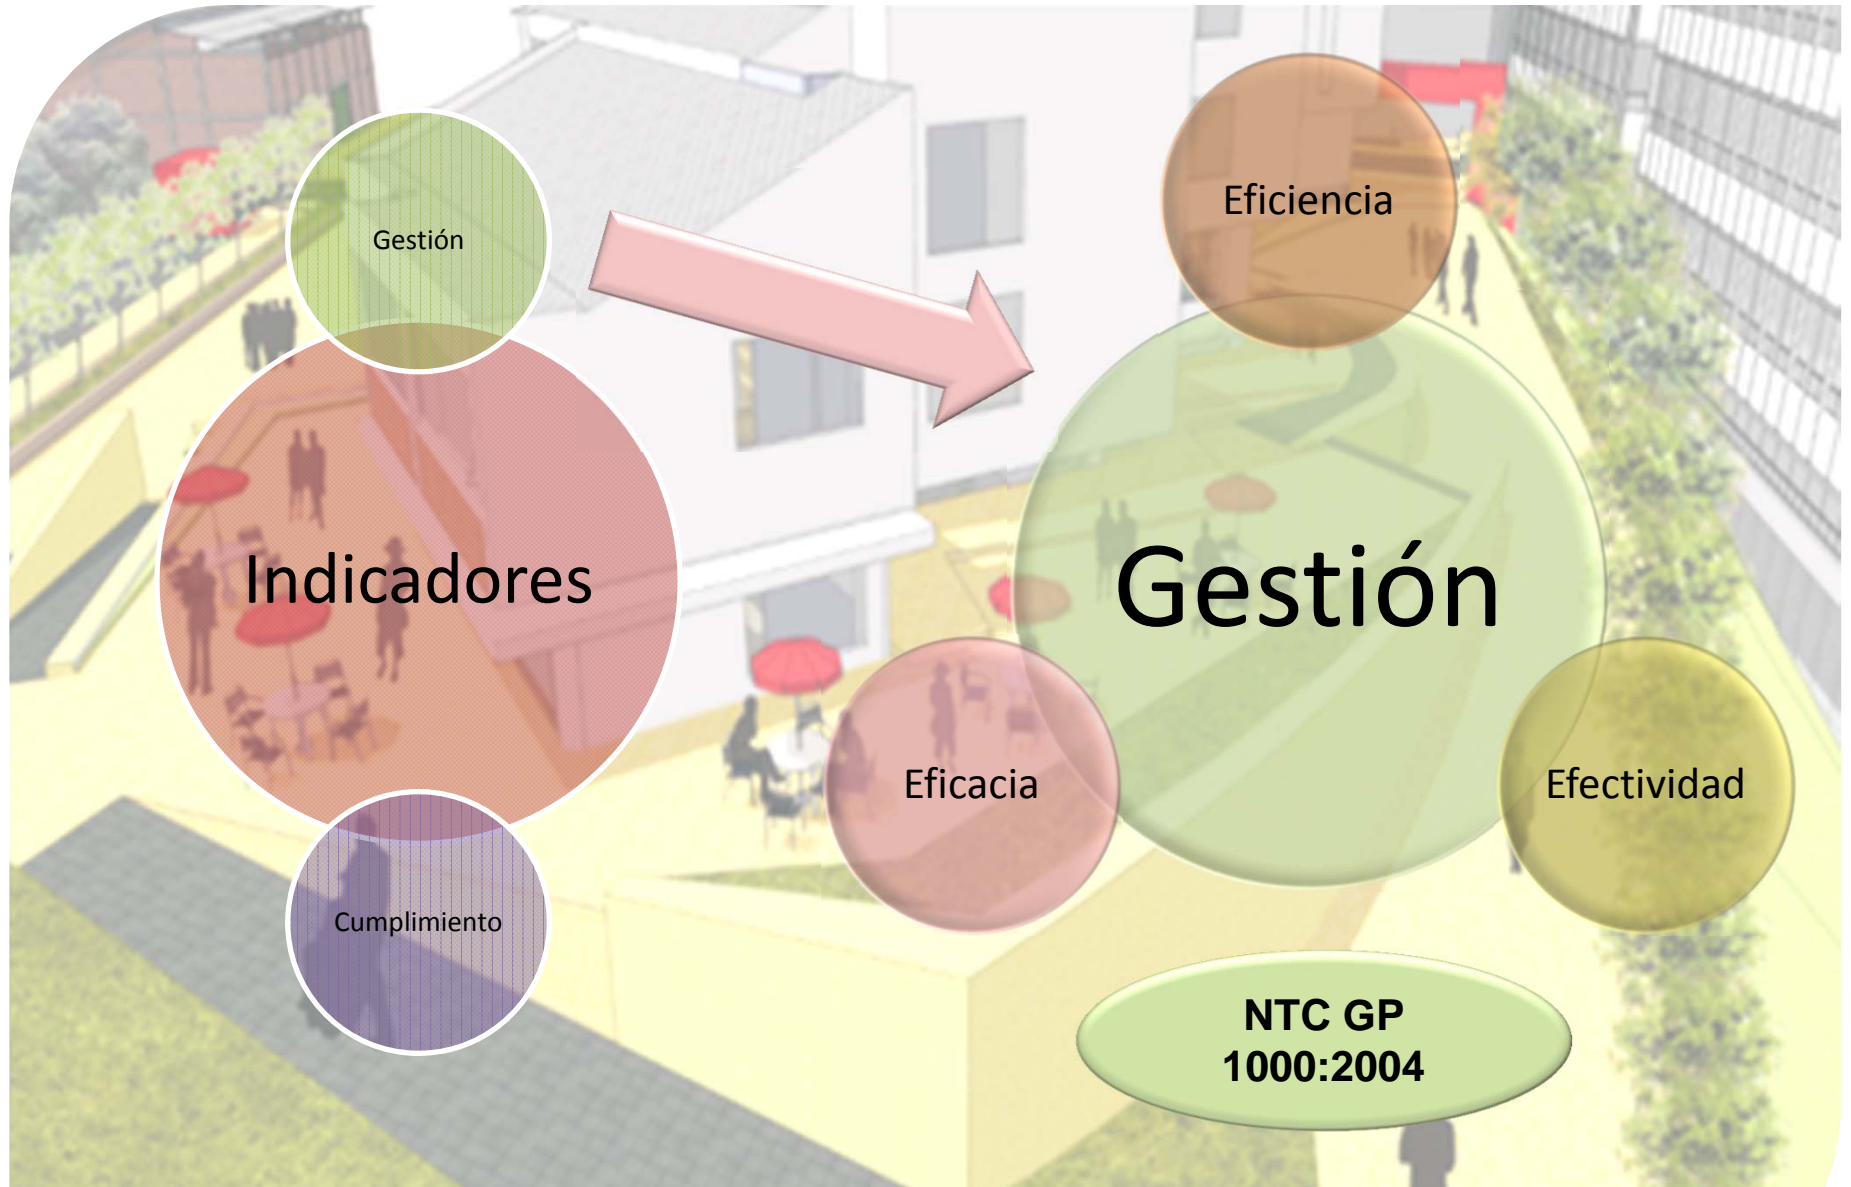 Gestión
Indicadores
Cumplimiento
Eficiencia
Gestión
Eficacia
Efectividad
NTC GP
1000:2004